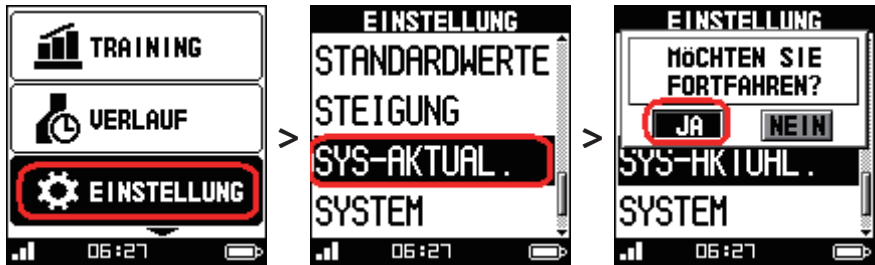 TRAINING
VERLAUF
EINSTELLUNG
06:27
>
EINSTELLUNG
STANDARDWERTE
STEIGUNG
SYS-AKTUAL.
SYSTEM
06:27
>
EINSTELLUNG
MÖCHTEN SIE
FORTFAHREN?
JA NEIN
SYS-AKTUAL.
SYSTEM
06:27